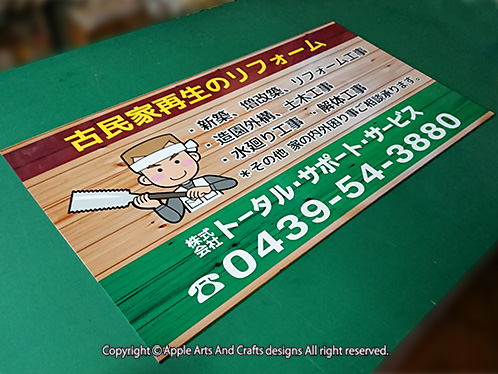 古民家再生のリフォーム
・新築、増改築、リフォーム工事
・造園外構、土木工事
・水廻り工事 ・解体工事
＊その他 家の内外困り事ご相談承ります。
株式会社 トータル・サポート・サービス
☎0439-54-3880
Copyright ©Apple Arts And Crafts designs All right reserved.